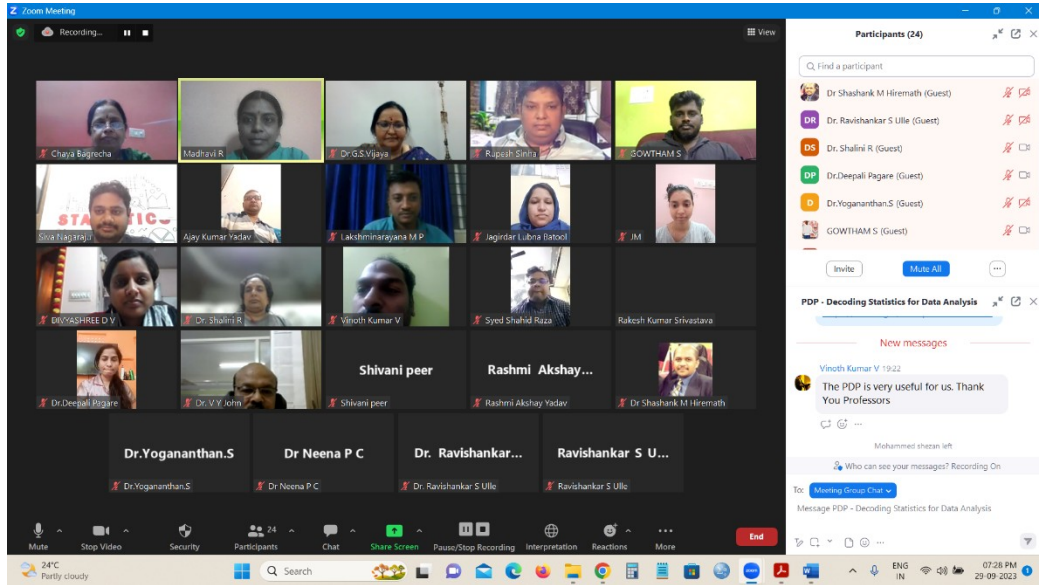 Zoom Meeting
Recording...
View
Chaya Bagrecha
Madhavi R
Dr.G.S.Vijaya
Rupesh Sinha
GOWTHAM S
STA IC
Siva Nagaraju
Ajay Kumar Yadav
Lakshminarayana M P
Jagirdar Lubna Batool
JM
DIVYASHREE D V
Dr. Shalini R
Vinoth Kumar V
Syed Shahid Raza
Rakesh Kumar Srivastava
Dr.Deepali Pagare
Dr. V Y John
Shivani peer
Shivani peer
Rashmi Akshay...
Rashmi Akshay Yadav
Dr Shashank M Hiremath
Dr.Yogananthan.S
Dr.Yogananthan.S
Dr Neena P C
Dr Neena P C
Dr. Ravishankar...
Dr. Ravishankar S Ulle
Ravishankar S U...
Ravishankar S Ulle
Mute
Stop Video
Security
24
Participants
Chat
Share Screen
Pause/Stop Recording
Interpretation
Reactions
More
End
Participants (24)
Find a participant
Dr Shashank M Hiremath (Guest)
DR Dr. Ravishankar S Ulle (Guest)
DS Dr. Shalini R (Guest)
DP Dr.Deepali Pagare (Guest)
D Dr.Yogananthan.S (Guest)
GOWTHAM S (Guest)
Invite
Mute All
PDP - Decoding Statistics for Data Analysis
New messages
Vinoth Kumar V 19:22
The PDP is very useful for us. Thank
You Professors
Mohammed shezan left
Who can see your messages? Recording On
To: Meeting Group Chat
Message PDP - Decoding Statistics for Data Analysis
24°C
Partly cloudy
Search
ENG
IN
07:28 PM
29-09-2023